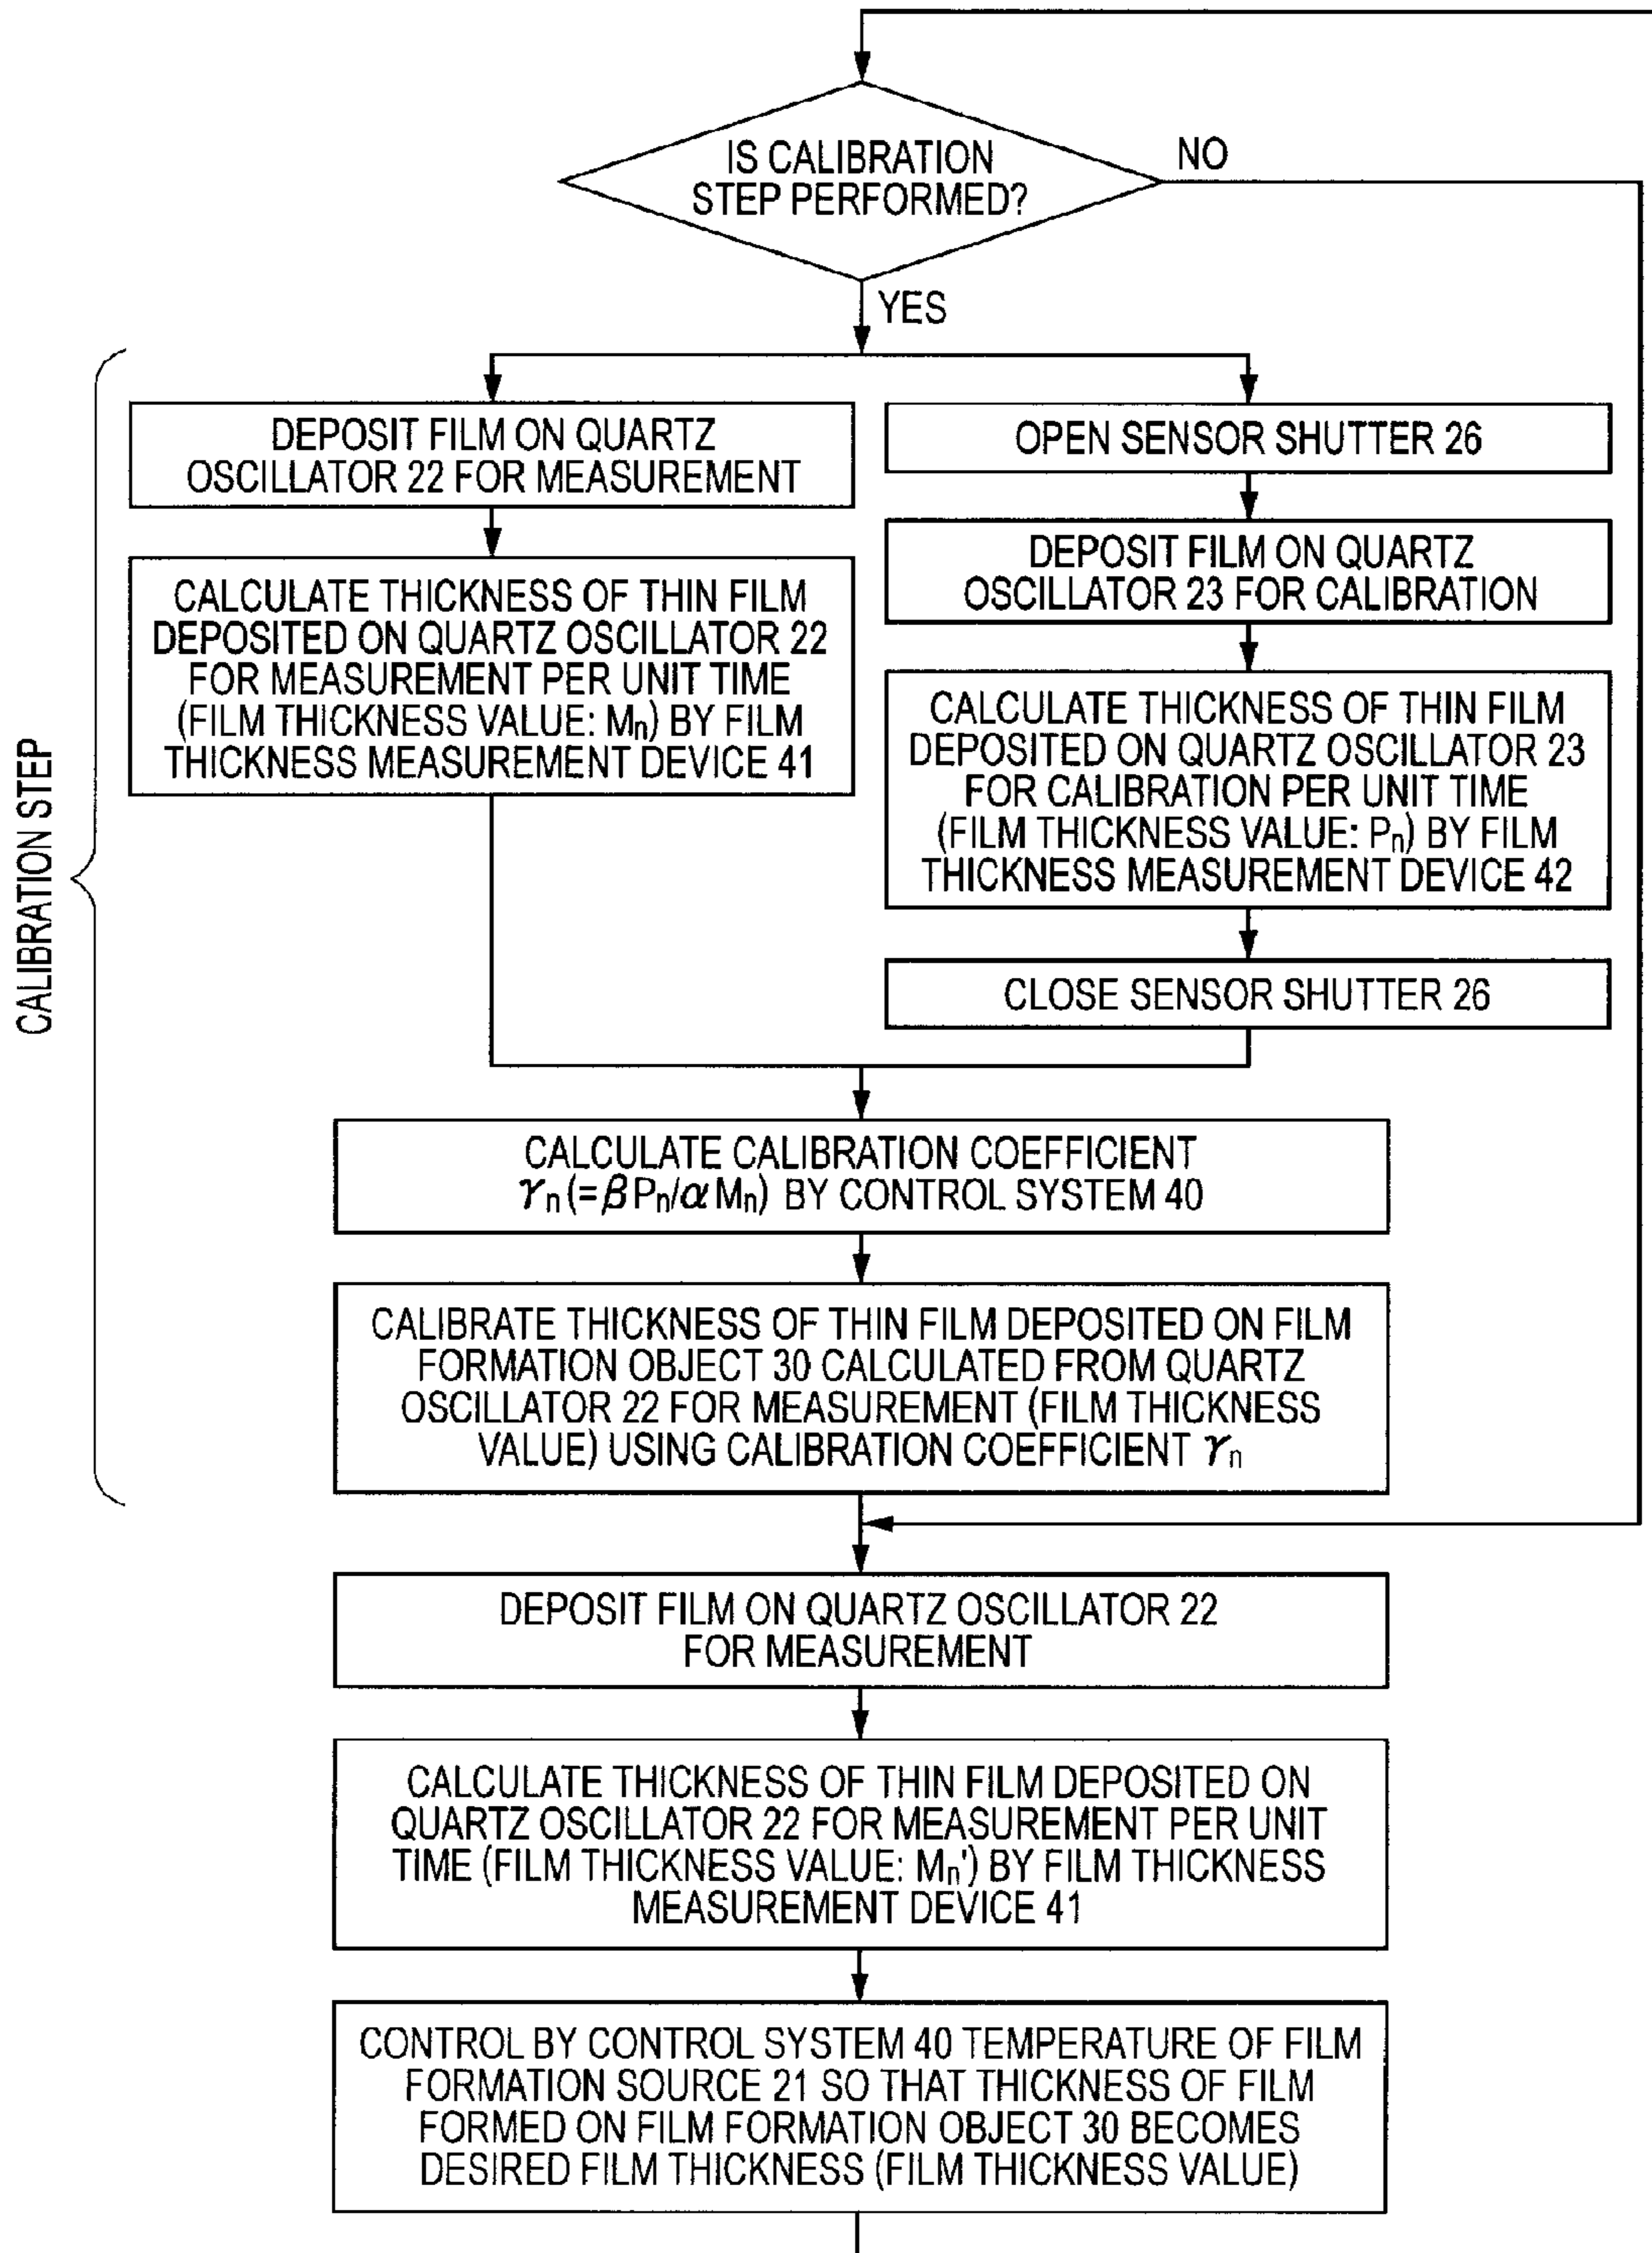 IS CALIBRATION
STEP PERFORMED?
NO
YES
CALIBRATION STEP
DEPOSIT FILM ON QUARTZ
OSCILLATOR 22 FOR MEASUREMENT
CALCULATE THICKNESS OF THIN FILM
DEPOSITED ON QUARTZ OSCILLATOR 22
FOR MEASUREMENT PER UNIT TIME
(FILM THICKNESS VALUE: Mn) BY FILM
THICKNESS MEASUREMENT DEVICE 41
OPEN SENSOR SHUTTER 26
DEPOSIT FILM ON QUARTZ
OSCILLATOR 23 FOR CALIBRATION
CALCULATE THICKNESS OF THIN FILM
DEPOSITED ON QUARTZ OSCILLATOR 23
FOR CALIBRATION PER UNIT TIME
(FILM THICKNESS VALUE: Pn) BY FILM
THICKNESS MEASUREMENT DEVICE 42
CLOSE SENSOR SHUTTER 26
CALCULATE CALIBRATION COEFFICIENT
γn (=βPn/αMn) BY CONTROL SYSTEM 40
CALIBRATE THICKNESS OF THIN FILM DEPOSITED ON FILM
FORMATION OBJECT 30 CALCULATED FROM QUARTZ
OSCILLATOR 22 FOR MEASUREMENT (FILM THICKNESS
VALUE) USING CALIBRATION COEFFICIENT γn
DEPOSIT FILM ON QUARTZ OSCILLATOR 22
FOR MEASUREMENT
CALCULATE THICKNESS OF THIN FILM DEPOSITED ON
QUARTZ OSCILLATOR 22 FOR MEASUREMENT PER UNIT
TIME (FILM THICKNESS VALUE: Mn') BY FILM THICKNESS
MEASUREMENT DEVICE 41
CONTROL BY CONTROL SYSTEM 40 TEMPERATURE OF FILM
FORMATION SOURCE 21 SO THAT THICKNESS OF FILM
FORMED ON FILM FORMATION OBJECT 30 BECOMES
DESIRED FILM THICKNESS (FILM THICKNESS VALUE)